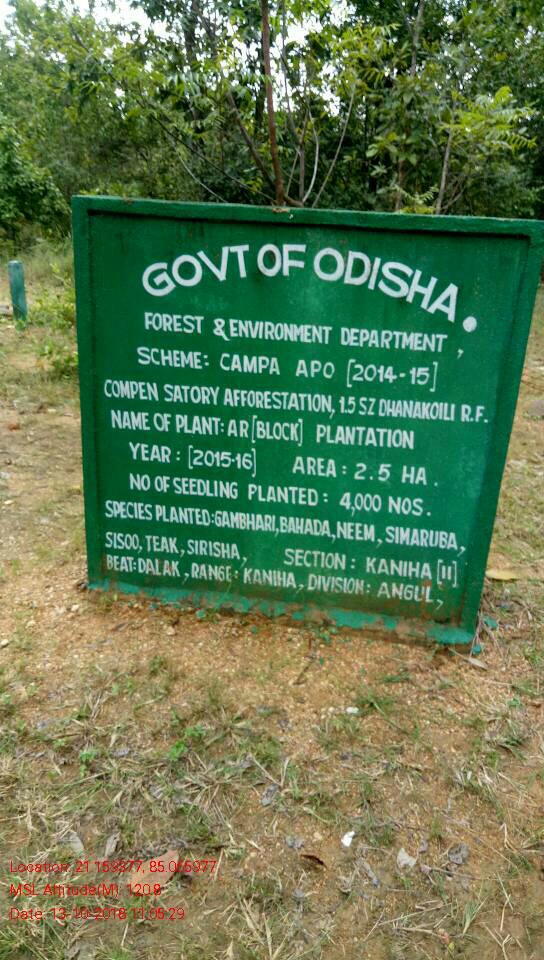 GOVT OF ODISHA.
FOREST & ENVIRONMENT DEPARTMENT,
SCHEME: CAMPA APO [2014-15]
COMPEN SATORY AFFORESTATION, 1.5 SZ DHANAKOILI R.F.
NAME OF PLANT: AR [BLOCK] PLANTATION
YEAR: [2015-16] AREA: 2.5 HA.
NO OF SEEDLING PLANTED: 4,000 NOS.
SPECIES PLANTED: GAMBHARI, BAHADA, NEEM, SIMARUBA,
SISOO, TEAK, SIRISHA, SECTION: KANIHA [II]
BEAT: DALAK, RANGE: KANIHA, DIVISION: ANGUL,
Location: 21.159377, 85.065977
MSL Altitude(M): 120.8
Date: 13-10-2018 11:05:29